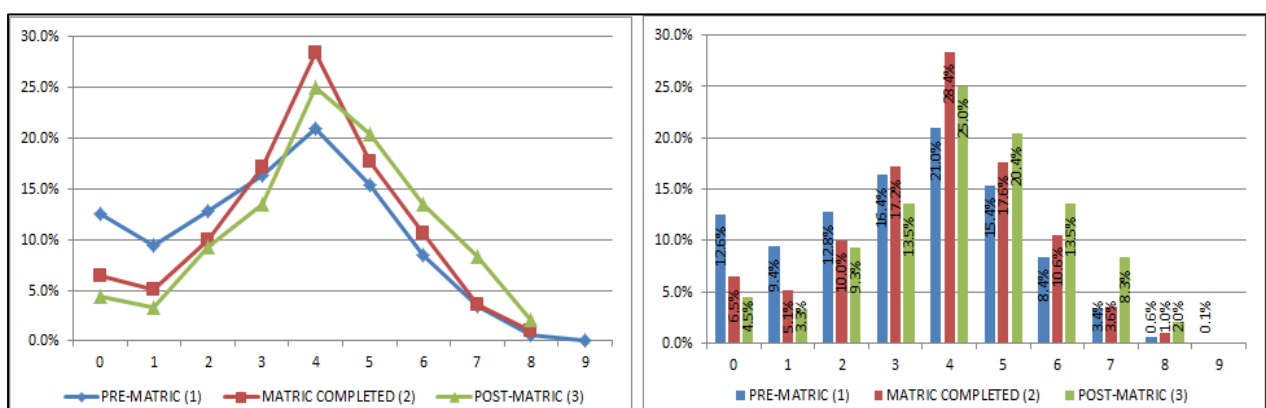 30.0%
25.0%
20.0%
15.0%
10.0%
5.0%
0.0%
0 1 2 3 4 5 6 7 8 9
PRE-MATRIC (1) MATRIC COMPLETED (2) POST-MATRIC (3)
30.0%
25.0%
20.0%
15.0%
10.0%
5.0%
0.0%
12.6% 6.5% 4.5%
9.4% 5.1% 3.3%
12.8% 10.0% 9.3%
16.4% 17.2% 13.5%
21.0% 28.4% 25.0%
15.4% 17.6% 20.4%
8.4% 10.6% 13.5%
3.4% 3.6% 8.3%
0.6% 1.0% 2.0%
0.1%
0 1 2 3 4 5 6 7 8 9
PRE-MATRIC (1) MATRIC COMPLETED (2) POST-MATRIC (3)